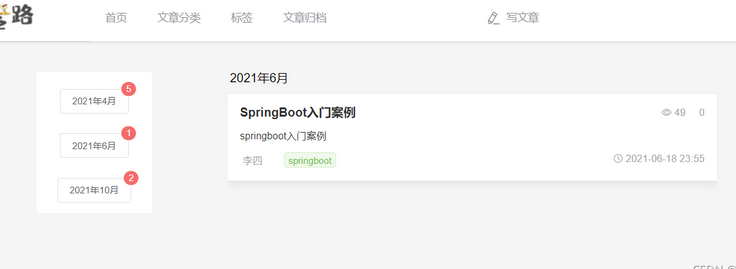 路
首页 文章分类 标签 文章归档 写文章
2021年4月 5
2021年6月 1
2021年10月 2
2021年6月
SpringBoot入门案例 49 0
springboot入门案例
李四 springboot 2021-06-18 23:55